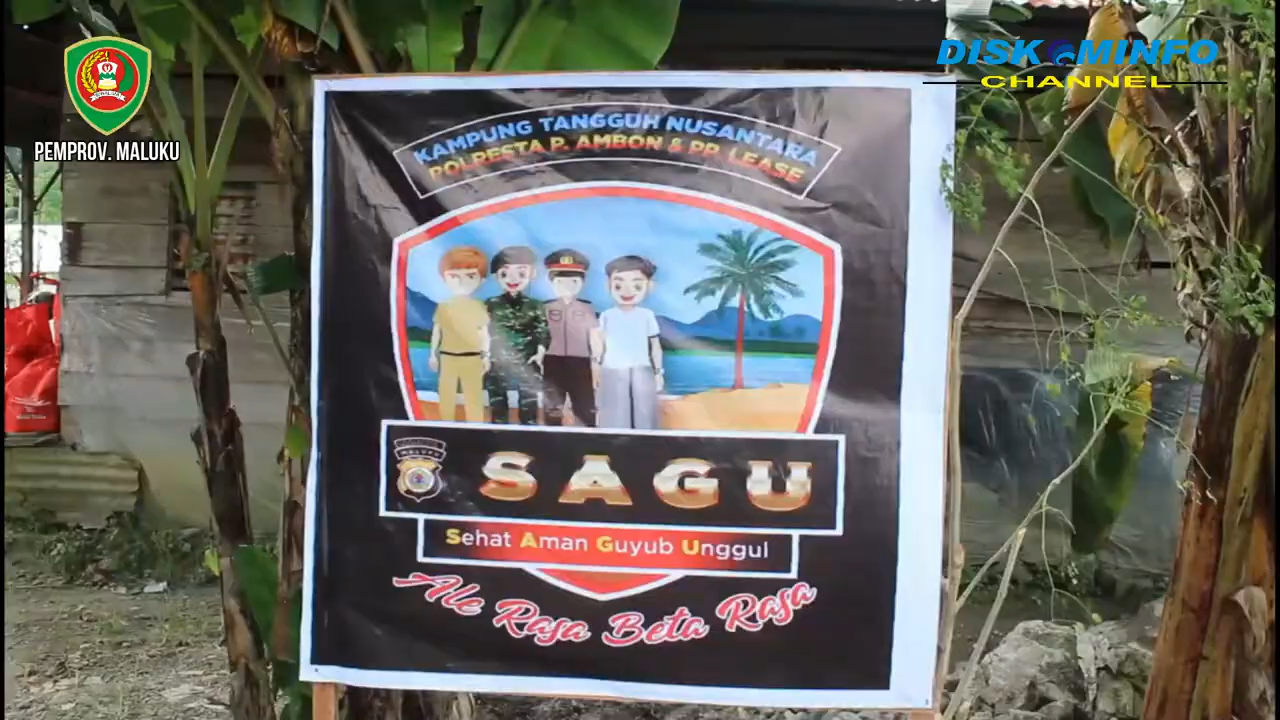 PEMPROV. MALUKU
DISKOMINFO
CHANNEL
KAMPUNG TANGGUH NUSANTARA
POLRESTA P. AMBON & PP. LEASE
MALUKU
SAGU
Sehat Aman Guyub Unggul
Ale Rasa Beta Rasa